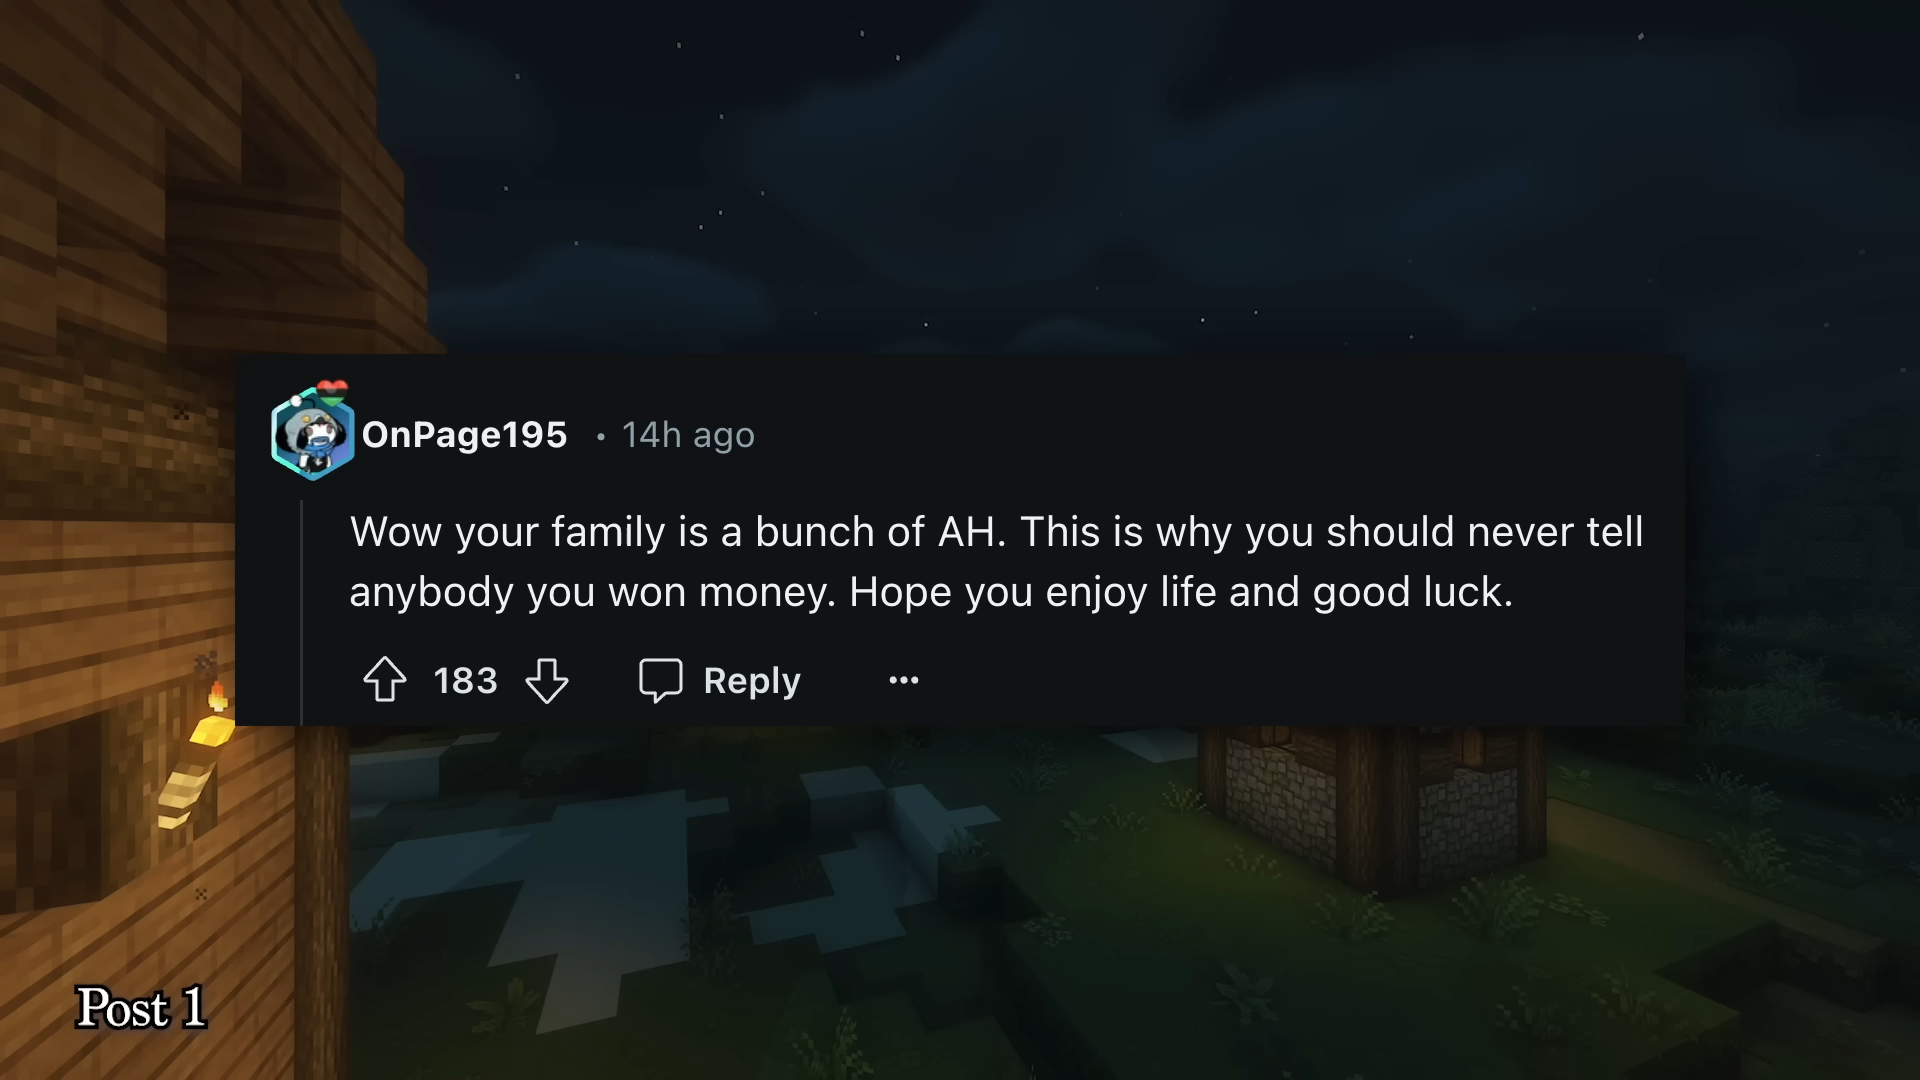 OnPage195 • 14h ago
Wow your family is a bunch of AH. This is why you should never tell
anybody you won money. Hope you enjoy life and good luck.
183 Reply ...
Post 1